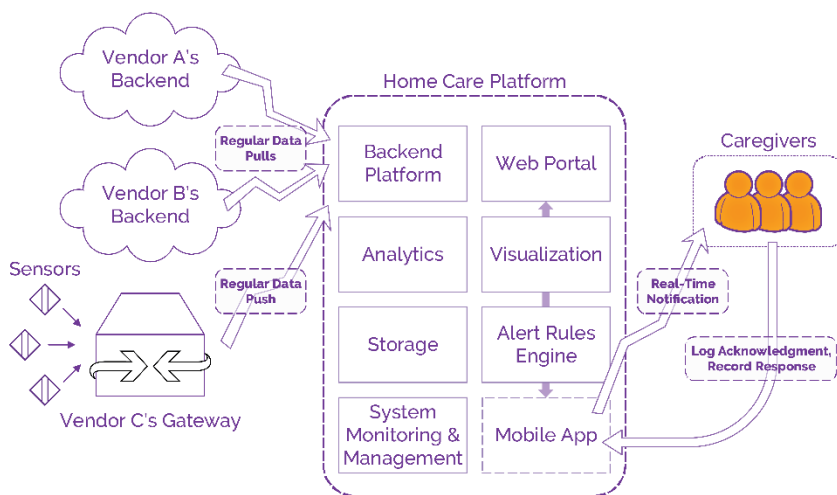 Vendor A's
Backend
Vendor B's
Backend
Sensors
Vendor C's Gateway
Regular Data
Pulls
Regular Data
Push
Home Care Platform
Backend
Platform
Web Portal
Analytics
Visualization
Storage
Alert Rules
Engine
System
Monitoring &
Management
Mobile App
Caregivers
Real-Time
Notification
Log Acknowledgment,
Record Response